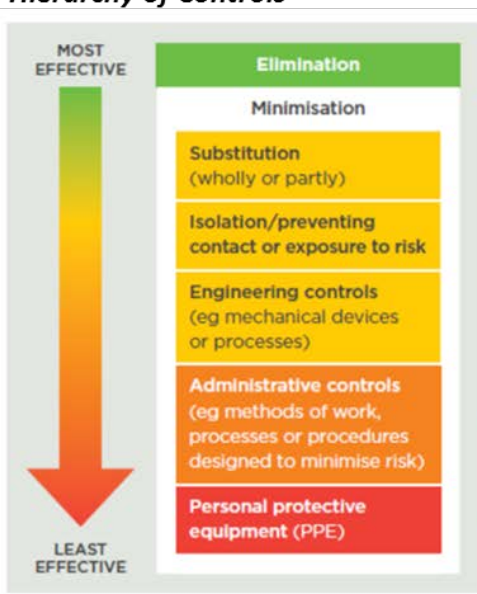 Hierarchy of Controls
MOST
EFFECTIVE
Elimination
Minimisation
Substitution
(wholly or partly)
Isolation/preventing
contact or exposure to risk
Engineering controls
(eg mechanical devices
or processes)
Administrative controls
(eg methods of work,
processes or procedures
designed to minimise risk)
Personal protective
equipment (PPE)
LEAST
EFFECTIVE